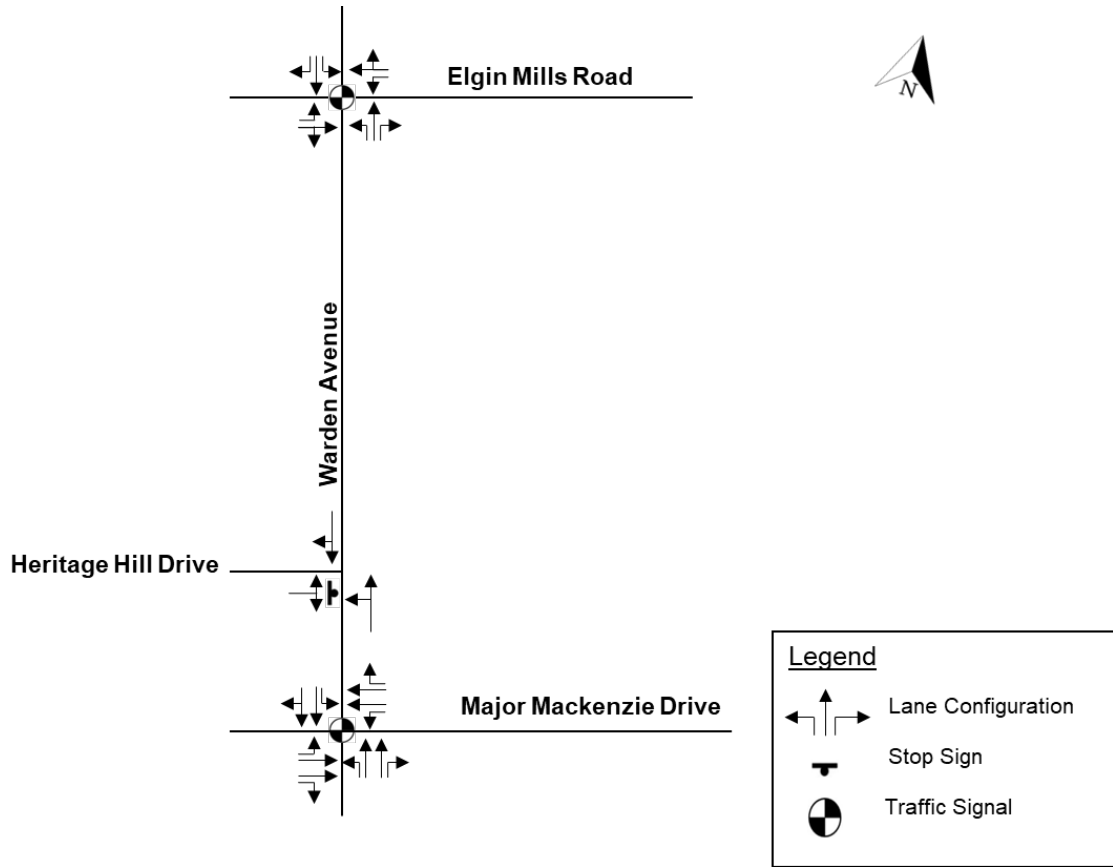 Elgin Mills Road
N
Warden Avenue
Heritage Hill Drive
Major Mackenzie Drive
Legend
Lane Configuration
Stop Sign
Traffic Signal